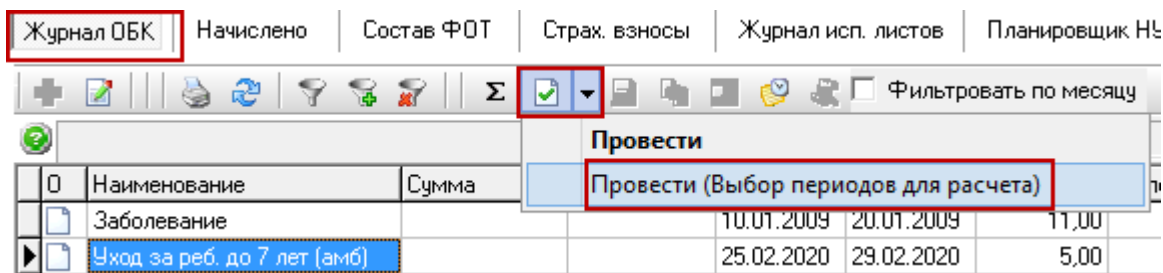 Журнал ОБК Начислено Состав ФОТ Страх. взносы Журнал исп. листов Планировщик НУ
Σ Фильтровать по месяцу
Провести
О Наименование Сумма Провести (Выбор периодов для расчета)
Заболевание 10.01.2009 20.01.2009 11,00
Уход за реб. до 7 лет (амб) 25.02.2020 29.02.2020 5,00